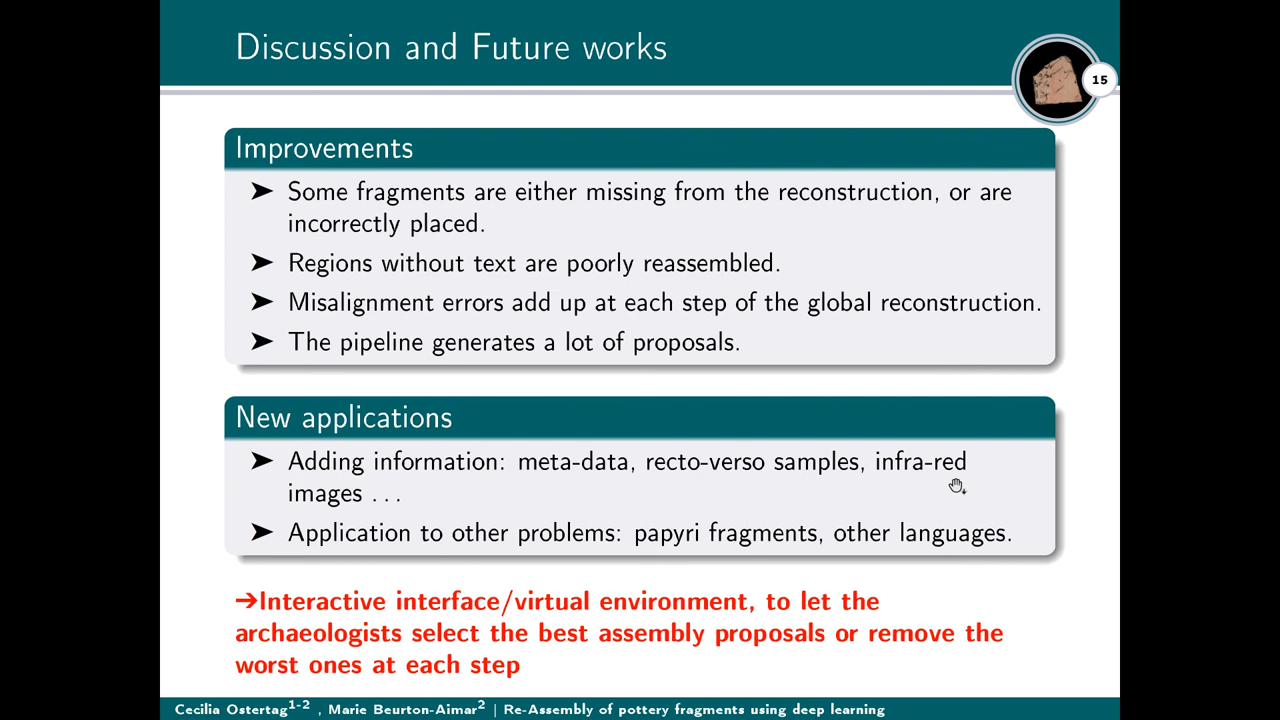 Discussion and Future works
15
Improvements
➤ Some fragments are either missing from the reconstruction, or are
incorrectly placed.
➤ Regions without text are poorly reassembled.
➤ Misalignment errors add up at each step of the global reconstruction.
➤ The pipeline generates a lot of proposals.
New applications
➤ Adding information: meta-data, recto-verso samples, infra-red
images . . .
➤ Application to other problems: papyri fragments, other languages.
➔Interactive interface/virtual environment, to let the
archaeologists select the best assembly proposals or remove the
worst ones at each step
Cecilia Ostertag1-2 , Marie Beurton-Aimar2 | Re-Assembly of pottery fragments using deep learning